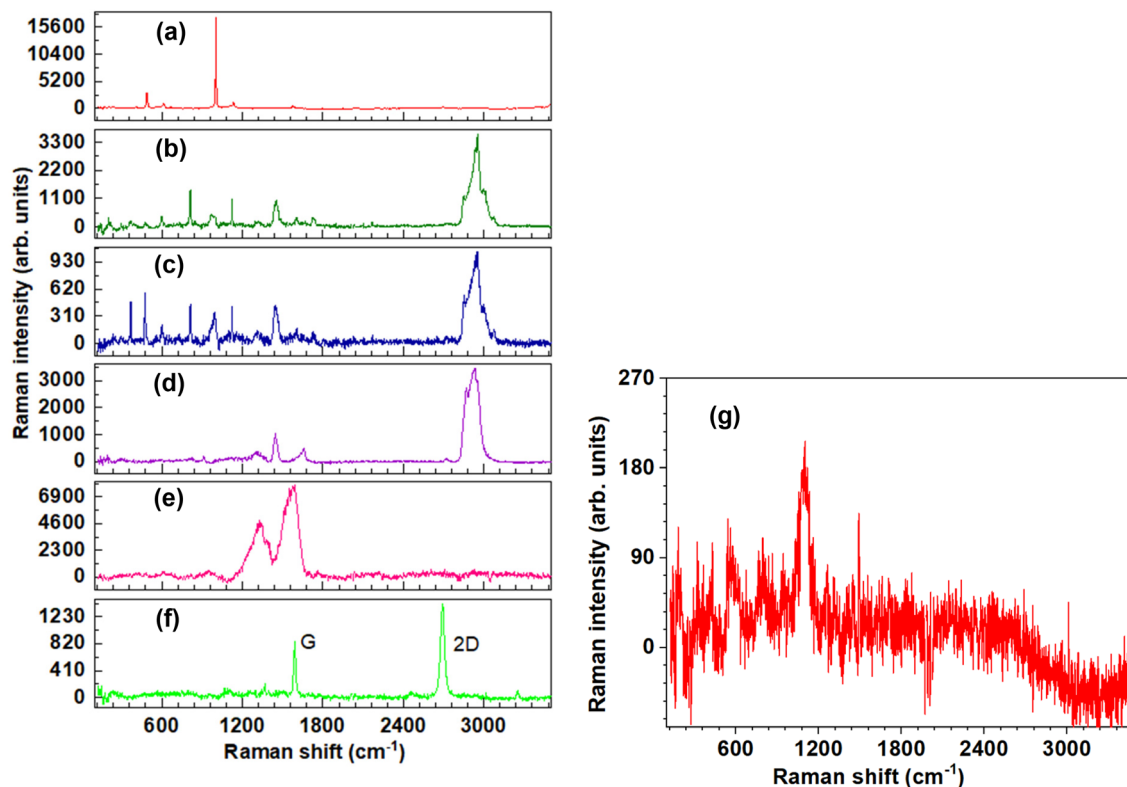 (a)
15600
10400
5200
0
(b)
3300
2200
1100
0
(c)
930
620
310
0
(d)
3000
2000
1000
0
(e)
6900
4600
2300
0
(f)
1230
820
410
0
G
2D
600 1200 1800 2400 3000
Raman shift (cm⁻¹)
Raman intensity (arb. units)
(g)
270
180
90
0
600 1200 1800 2400 3000
Raman shift (cm⁻¹)
Raman intensity (arb. units)